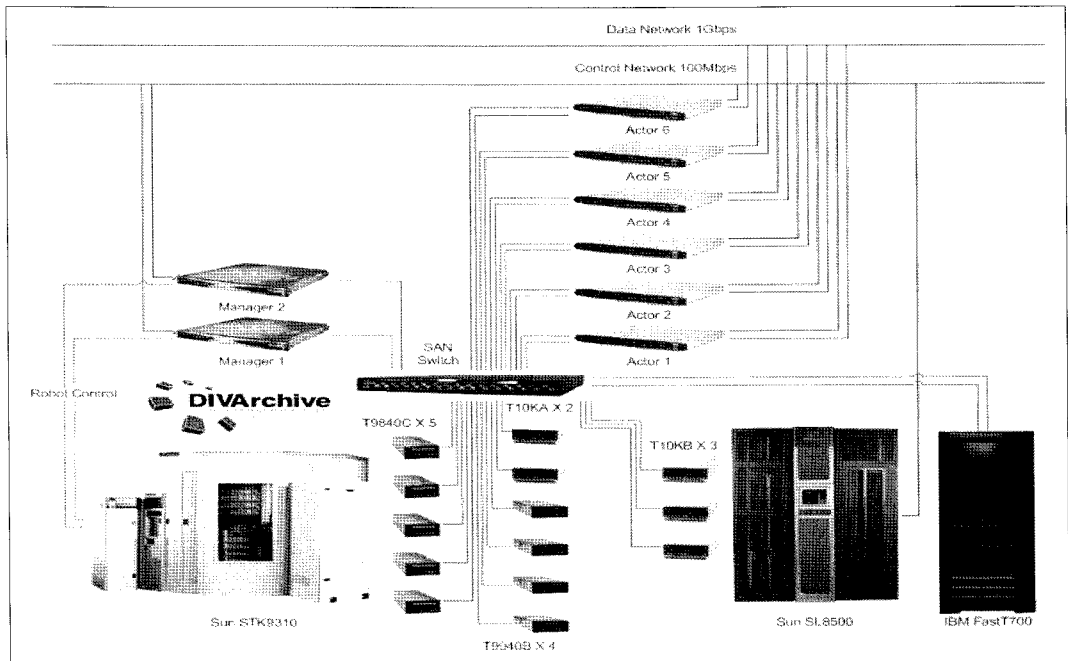 Data Network 1Gbps
Control Network 100Mbps
Actor 6
Actor 5
Actor 4
Actor 3
Manager 2
Actor 2
Manager 1
SAN
Switch
Actor 1
Robot Control
DIVArchive
T9840C X 5
T10KA X 2
T10KB X 3
Sun STK9310
T9940B X 4
Sun SL8500
IBM FastT700